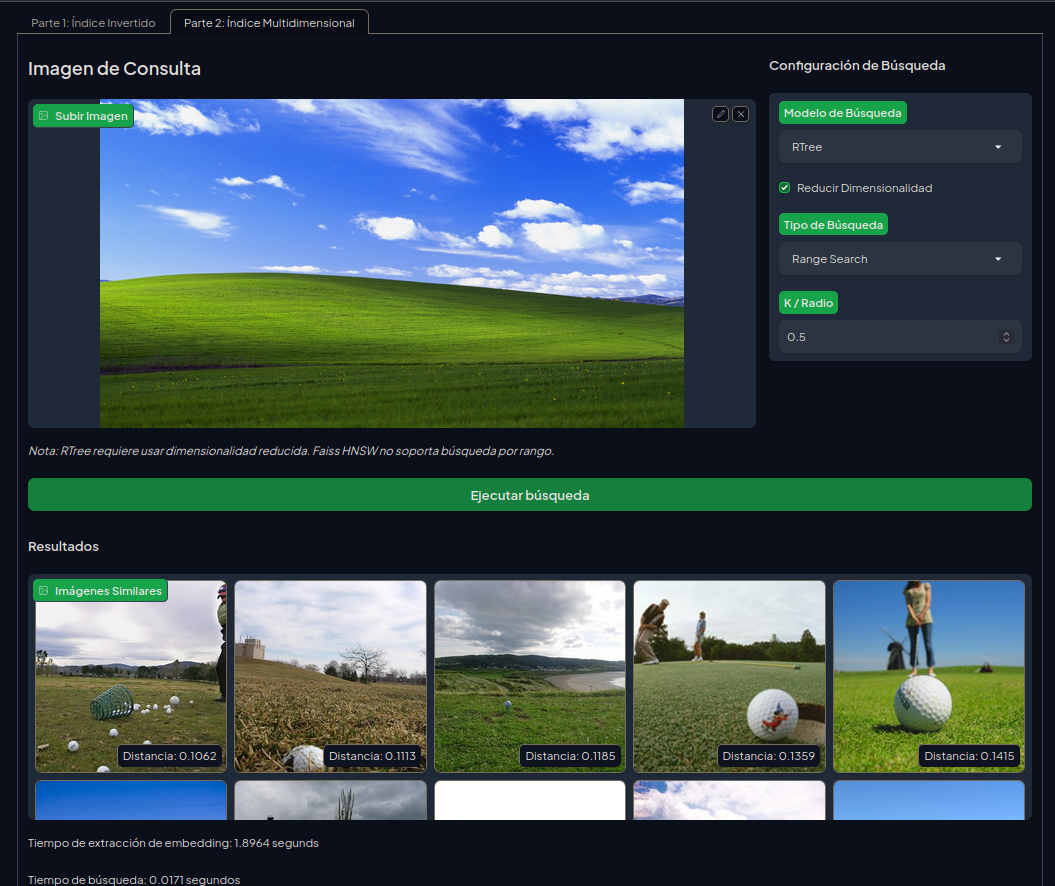 Parte 1: Índice Invertido
Parte 2: Índice Multidimensional
Imagen de Consulta
Subir Imagen
Configuración de Búsqueda
Modelo de Búsqueda
RTree
Reducir Dimensionalidad
Tipo de Búsqueda
Range Search
K / Radio
0.5
Nota: RTree requiere usar dimensionalidad reducida. Faiss HNSW no soporta búsqueda por rango.
Ejecutar búsqueda
Resultados
Imágenes Similares
Distancia: 0.1062
Distancia: 0.1113
Distancia: 0.1185
Distancia: 0.1359
Distancia: 0.1415
Tiempo de extracción de embedding: 1.8964 segunds
Tiempo de búsqueda: 0.0171 segundos